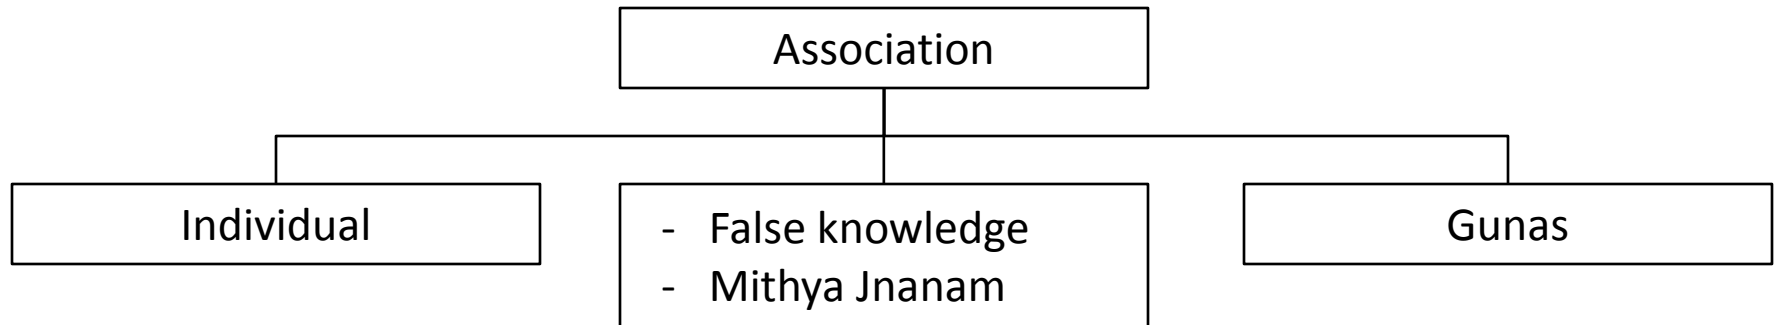 Association
Individual
- False knowledge
- Mithya Jnanam
Gunas